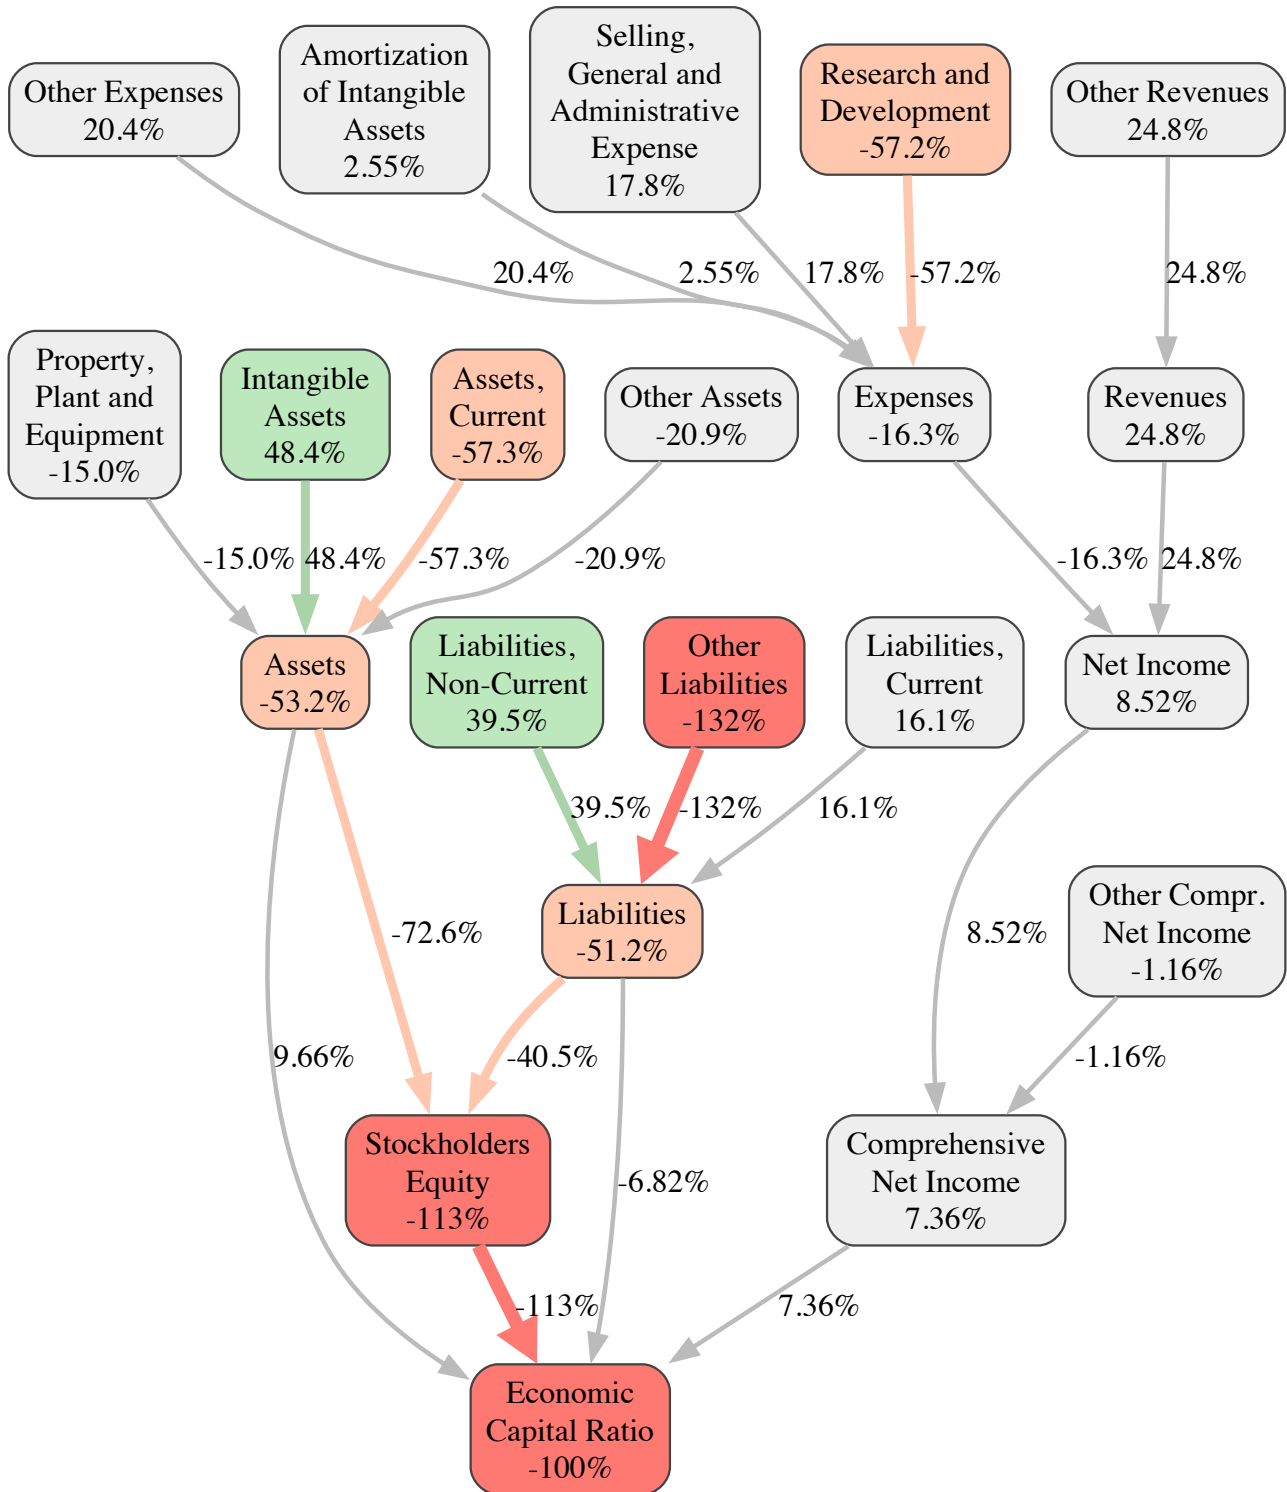 Other Expenses
20.4%
Amortization
of Intangible
Assets
2.55%
Selling,
General and
Administrative
Expense
17.8%
Research and
Development
-57.2%
Other Revenues
24.8%
20.4%
2.55%
17.8%
-57.2%
24.8%
Property,
Plant and
Equipment
-15.0%
Intangible
Assets
48.4%
Assets,
Current
-57.3%
Other Assets
-20.9%
Expenses
-16.3%
Revenues
24.8%
-15.0%
48.4%
-57.3%
-20.9%
-16.3%
24.8%
Assets
-53.2%
Liabilities,
Non-Current
39.5%
Other
Liabilities
-132%
Liabilities,
Current
16.1%
Net Income
8.52%
39.5%
-132%
16.1%
Liabilities
-51.2%
-72.6%
8.52%
Other Compr.
Net Income
-1.16%
9.66%
-40.5%
-1.16%
Stockholders
Equity
-113%
-6.82%
Comprehensive
Net Income
7.36%
-113%
7.36%
Economic
Capital Ratio
-100%